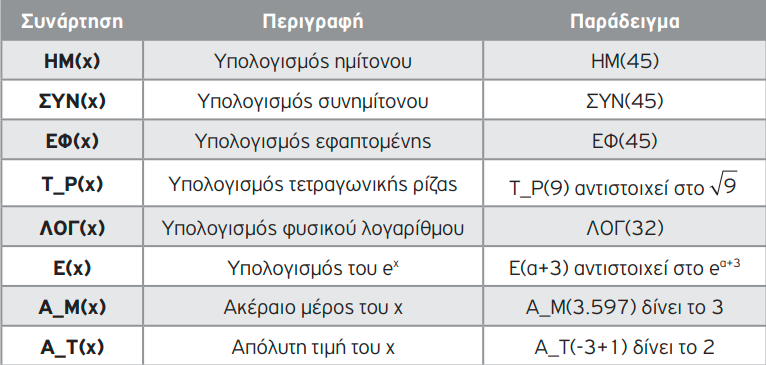 Συνάρτηση Περιγραφή Παράδειγμα
ΗΜ(x) Υπολογισμός ημίτονου ΗΜ(45)
ΣΥΝ(x) Υπολογισμός συνημίτονου ΣΥΝ(45)
ΕΦ(x) Υπολογισμός εφαπτομένης ΕΦ(45)
Τ_Ρ(x) Υπολογισμός τετραγωνικής ρίζας Τ_Ρ(9) αντιστοιχεί στο √9
ΛΟΓ(x) Υπολογισμός φυσικού λογαρίθμου ΛΟΓ(32)
Ε(x) Υπολογισμός του eˣ Ε(α+3) αντιστοιχεί στο eᵅ⁺³
Α_Μ(x) Ακέραιο μέρος του x Α_Μ(3.597) δίνει το 3
Α_Τ(x) Απόλυτη τιμή του x Α_Τ(-3+1) δίνει το 2